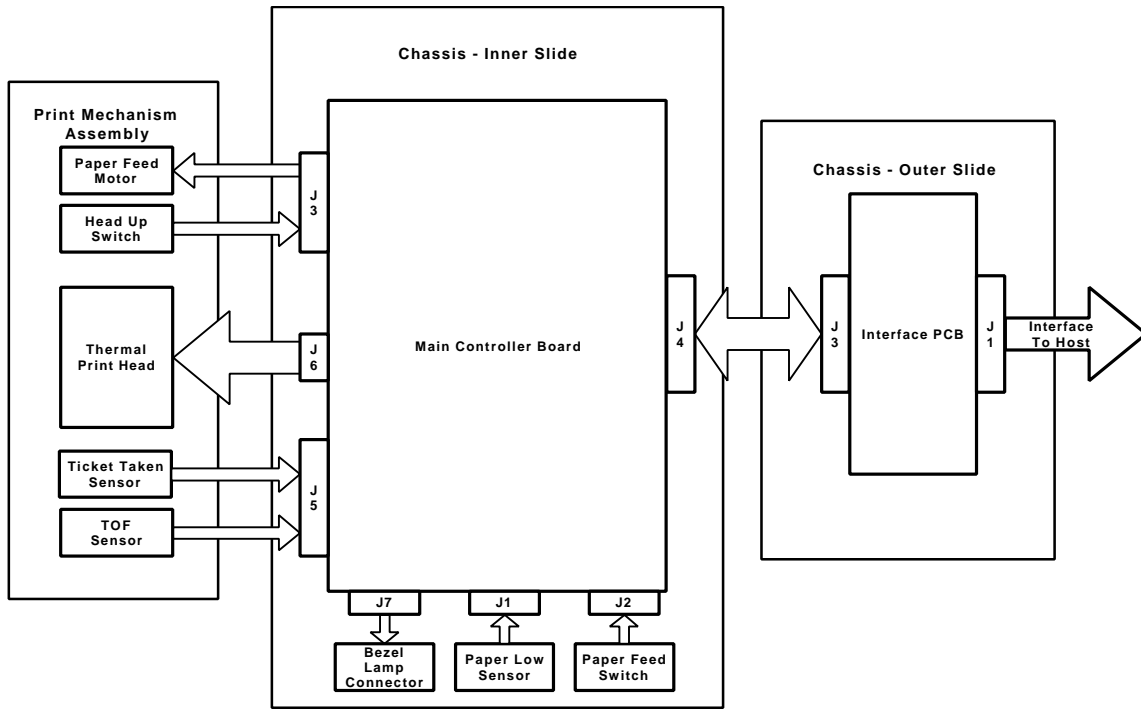 Chassis - Inner Slide
Print Mechanism
Assembly
Paper Feed
Motor
Head Up
Switch
Thermal
Print Head
Ticket Taken
Sensor
TOF
Sensor
J
3
J
6
J
5
Main Controller Board
J
4
J7
J1
J2
Bezel
Lamp
Connector
Paper Low
Sensor
Paper Feed
Switch
Chassis - Outer Slide
J
3
Interface PCB
J
1
Interface
To Host